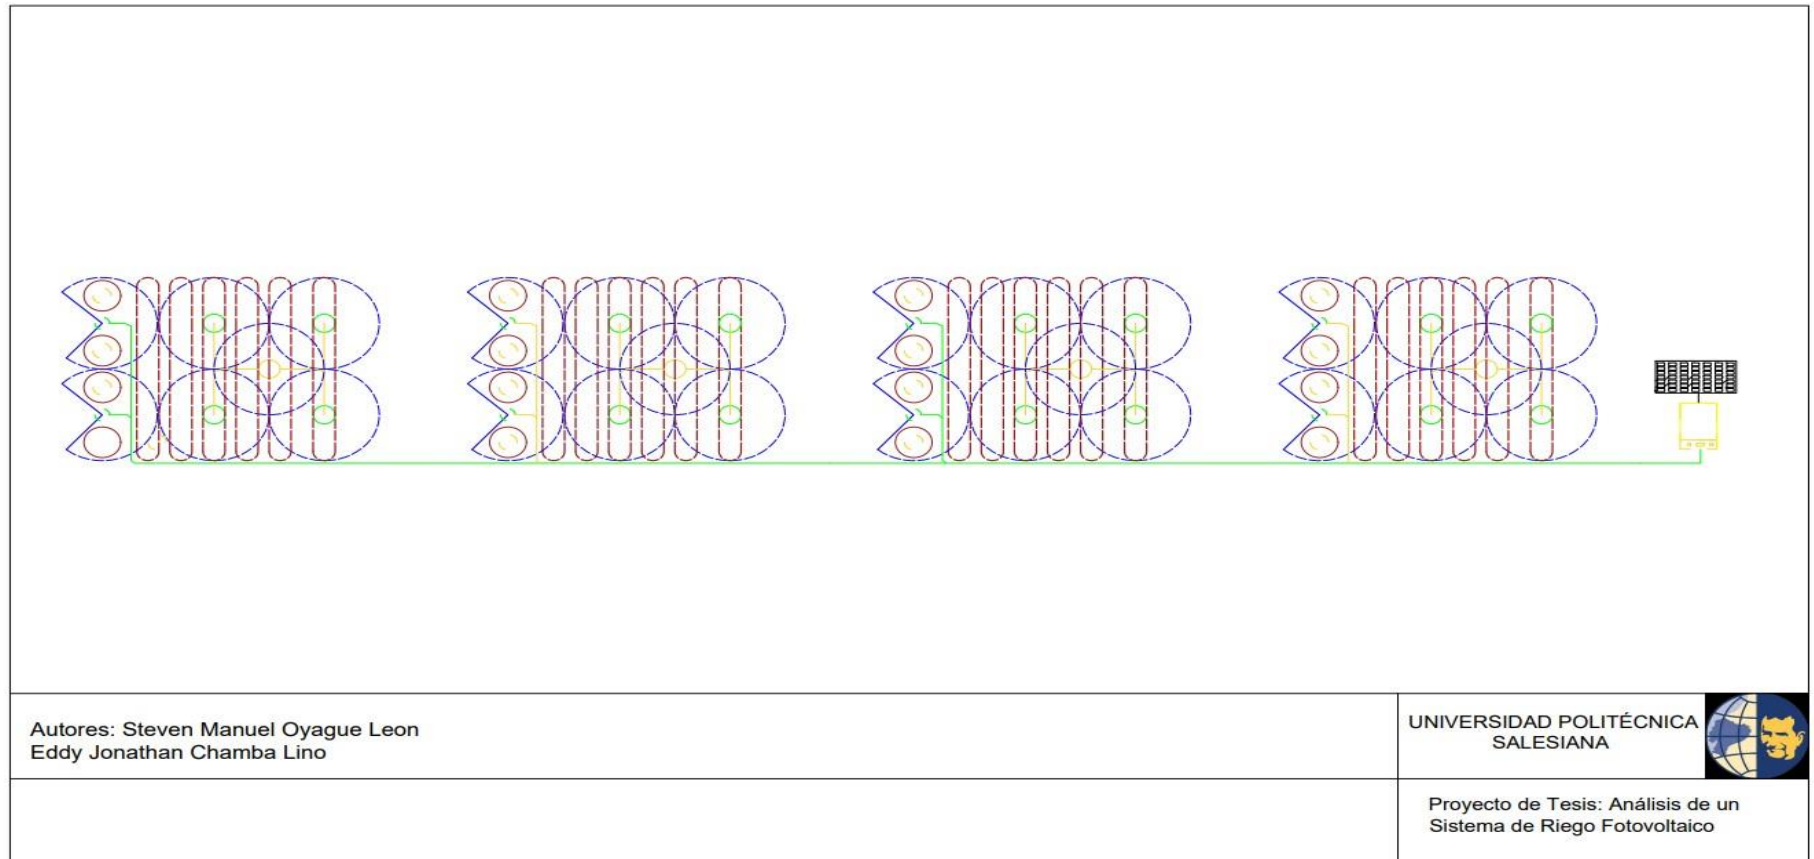 Autores: Steven Manuel Oyague Leon
Eddy Jonathan Chamba Lino
UNIVERSIDAD POLITÉCNICA
SALESIANA
Proyecto de Tesis: Análisis de un
Sistema de Riego Fotovoltaico